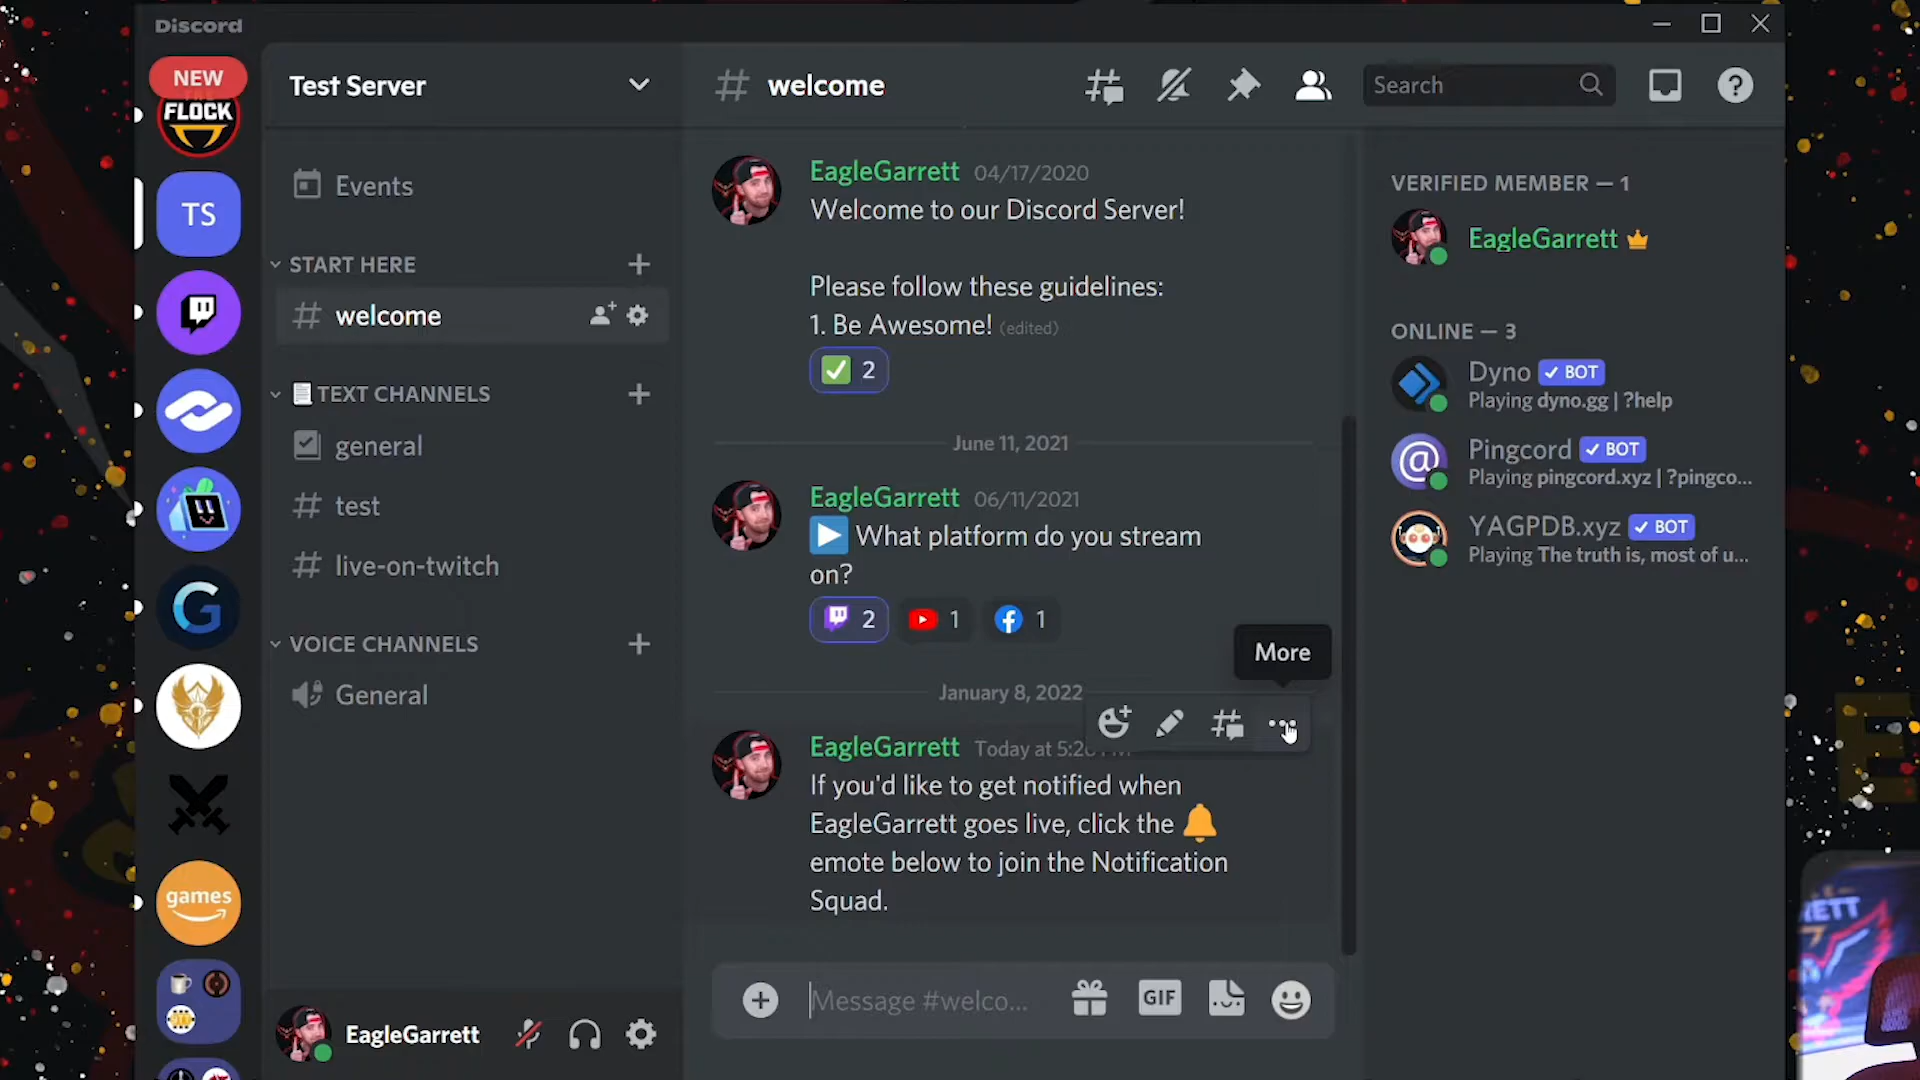 Discord
NEW
FLOCK
TS
games
Test Server
Events
START HERE
welcome
TEXT CHANNELS
general
test
live-on-twitch
VOICE CHANNELS
General
EagleGarrett
welcome
Search
EagleGarrett 04/17/2020
Welcome to our Discord Server!
Please follow these guidelines:
1. Be Awesome! (edited)
2
June 11, 2021
EagleGarrett 06/11/2021
What platform do you stream
on?
2 1 1
More
January 8, 2022
EagleGarrett Today at
If you'd like to get notified when
EagleGarrett goes live, click the
emote below to join the Notification
Squad.
Message #welco...
GIF
VERIFIED MEMBER — 1
EagleGarrett
ONLINE — 3
Dyno ✓ BOT
Playing dyno.gg | ?help
Pingcord ✓ BOT
Playing pingcord.xyz | ?pingco...
YAGPDB.xyz ✓ BOT
Playing The truth is, most of u...